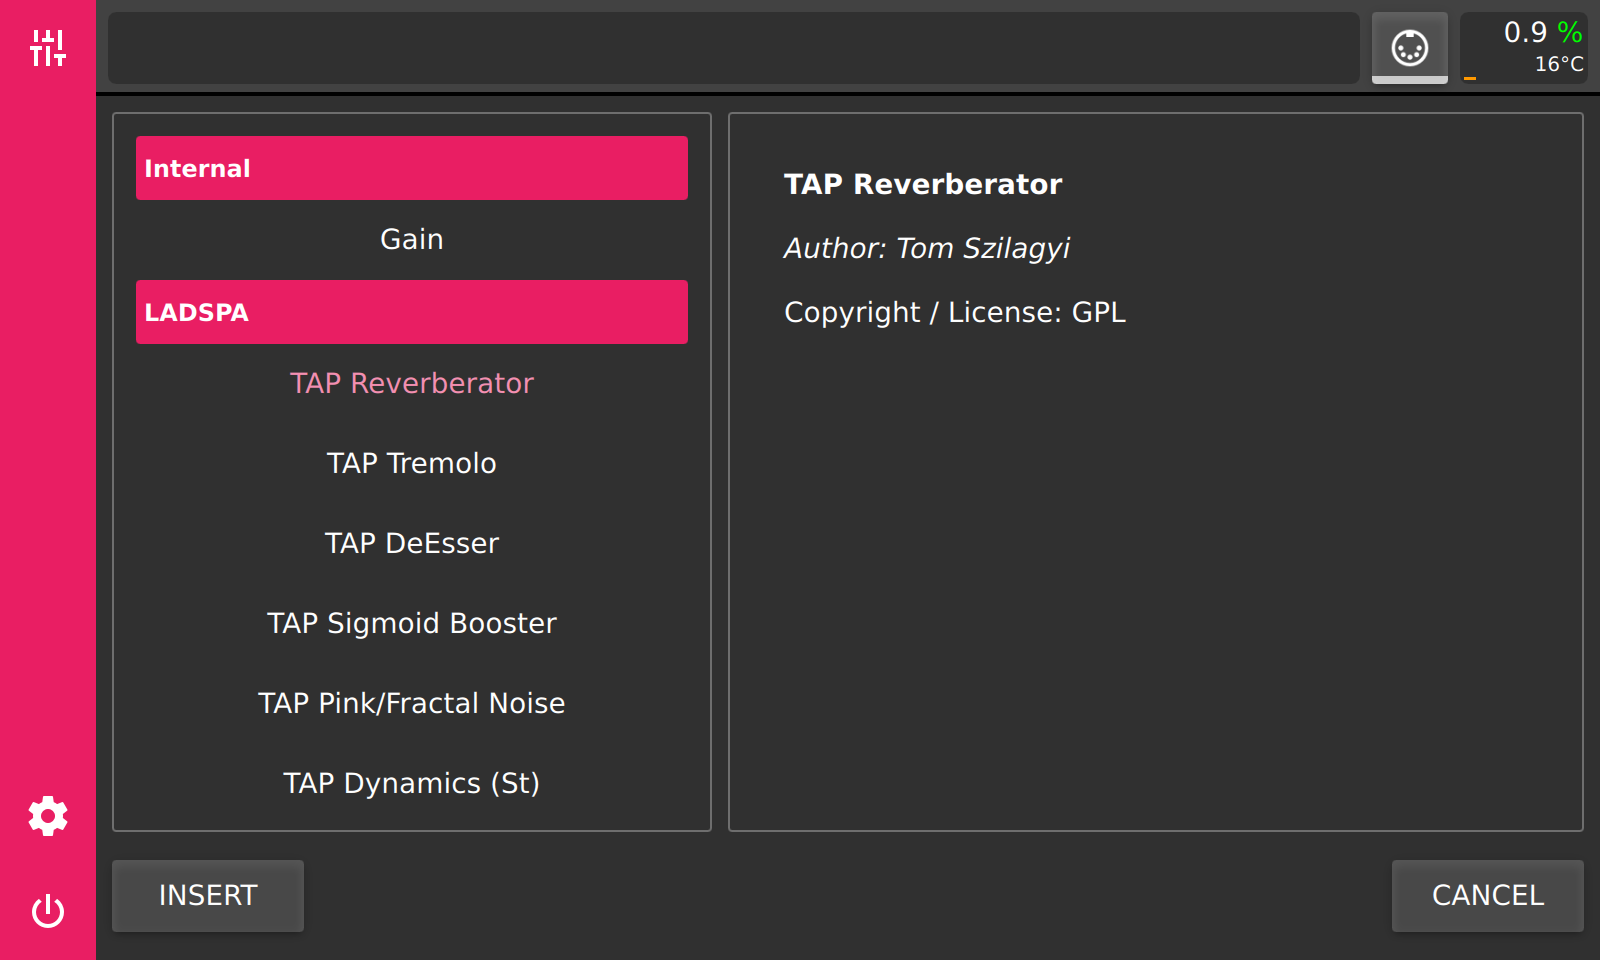 0.9 %
16°C
Internal
Gain
LADSPA
TAP Reverberator
TAP Tremolo
TAP DeEsser
TAP Sigmoid Booster
TAP Pink/Fractal Noise
TAP Dynamics (St)
TAP Reverberator
Author: Tom Szilagyi
Copyright / License: GPL
INSERT
CANCEL